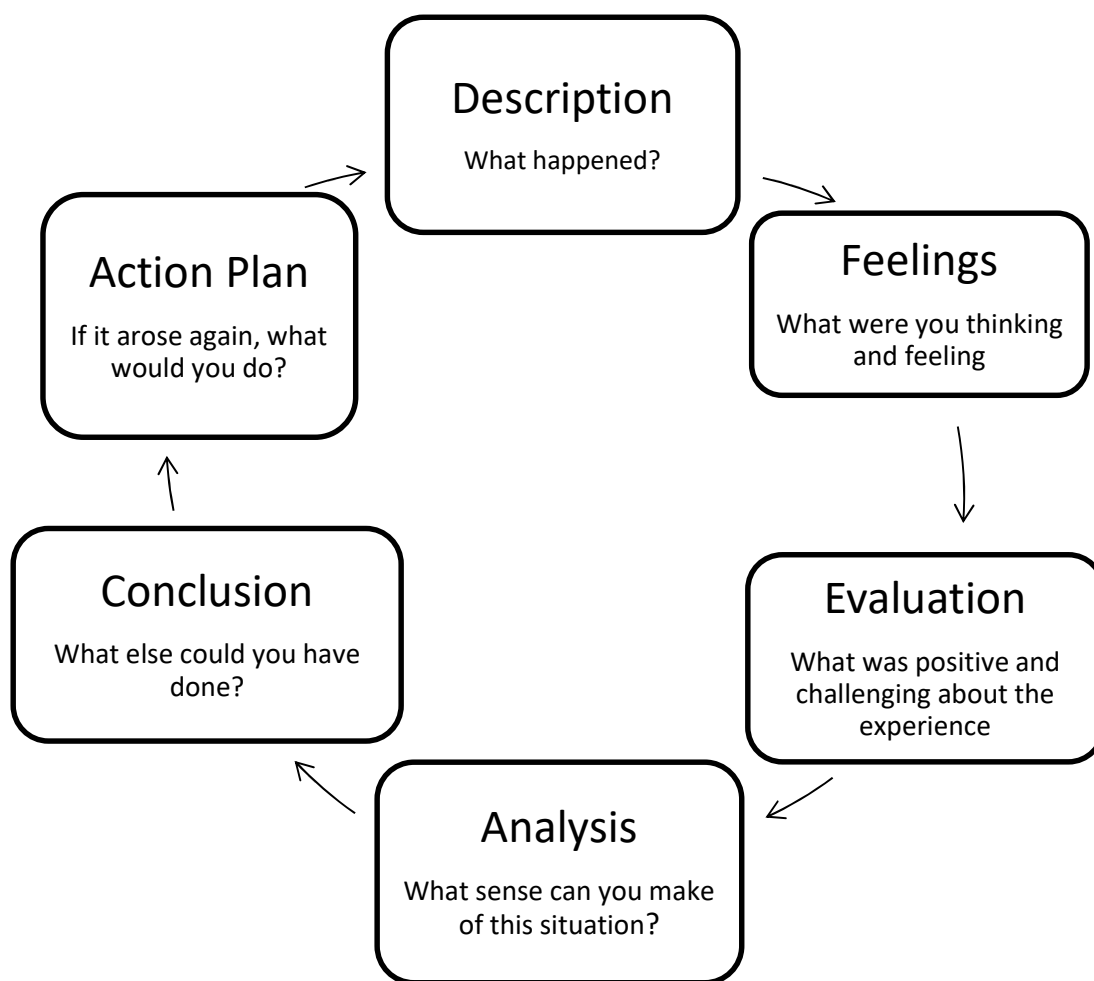 Description
What happened?
Feelings
What were you thinking
and feeling
Evaluation
What was positive and
challenging about the
experience
Analysis
What sense can you make
of this situation?
Conclusion
What else could you have
done?
Action Plan
If it arose again, what
would you do?